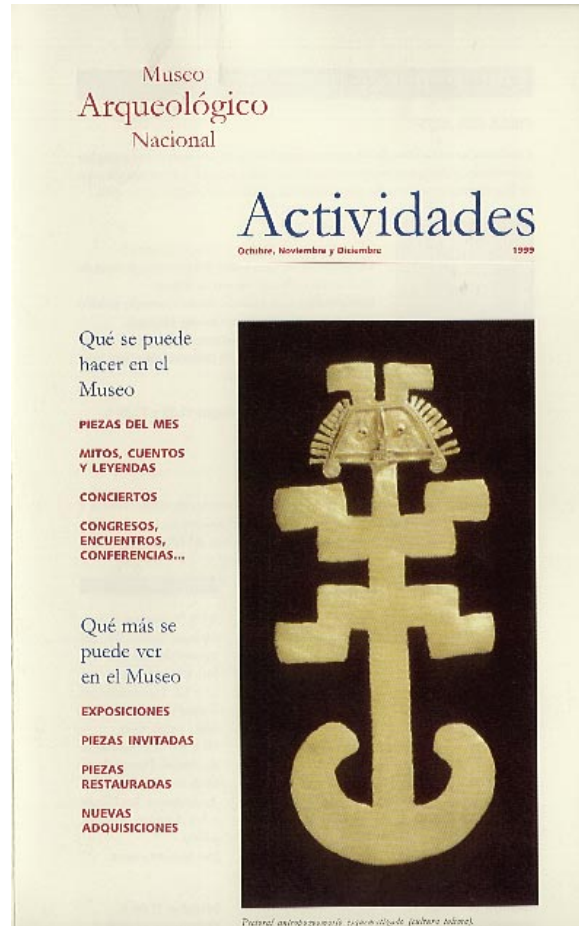 Museo
Arqueológico
Nacional
Actividades
Octubre, Noviembre y Diciembre 1999
Qué se puede
hacer en el
Museo
PIEZAS DEL MES
MITOS, CUENTOS
Y LEYENDAS
CONCIERTOS
CONGRESOS,
ENCUENTROS,
CONFERENCIAS...
Qué más se
puede ver
en el Museo
EXPOSICIONES
PIEZAS INVITADAS
PIEZAS
RESTAURADAS
NUEVAS
ADQUISICIONES
Pectoral antropozoomorfo esquematizado (cultura tolima).